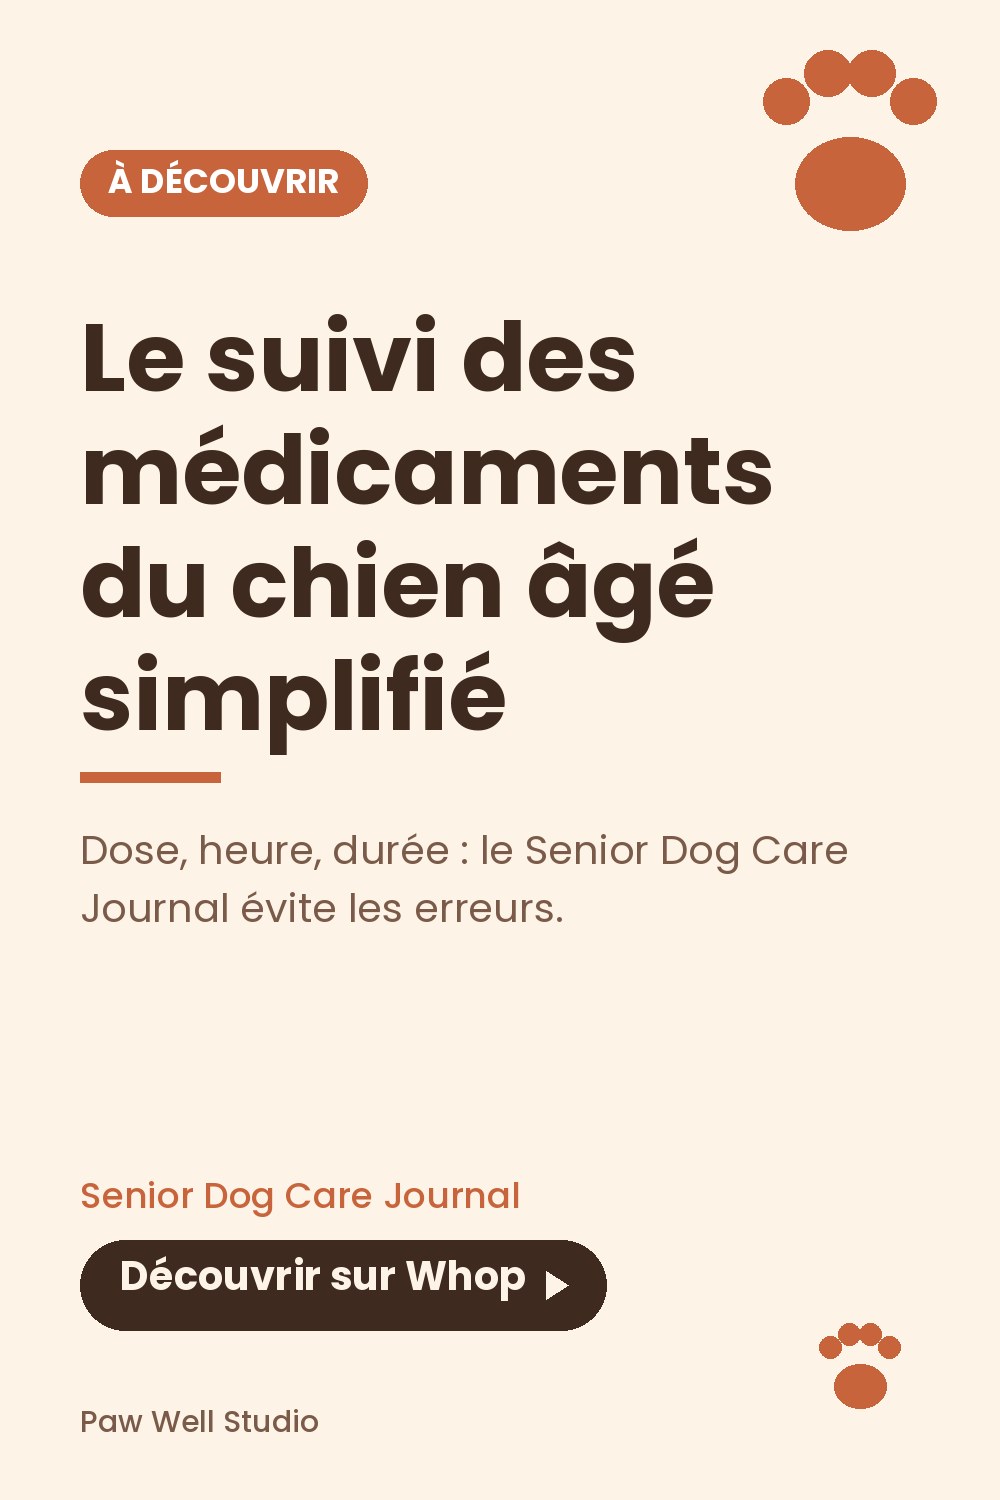 À DÉCOUVRIR
Le suivi des
médicaments
du chien âgé
simplifié
Dose, heure, durée : le Senior Dog Care
Journal évite les erreurs.
Senior Dog Care Journal
Découvrir sur Whop
Paw Well Studio